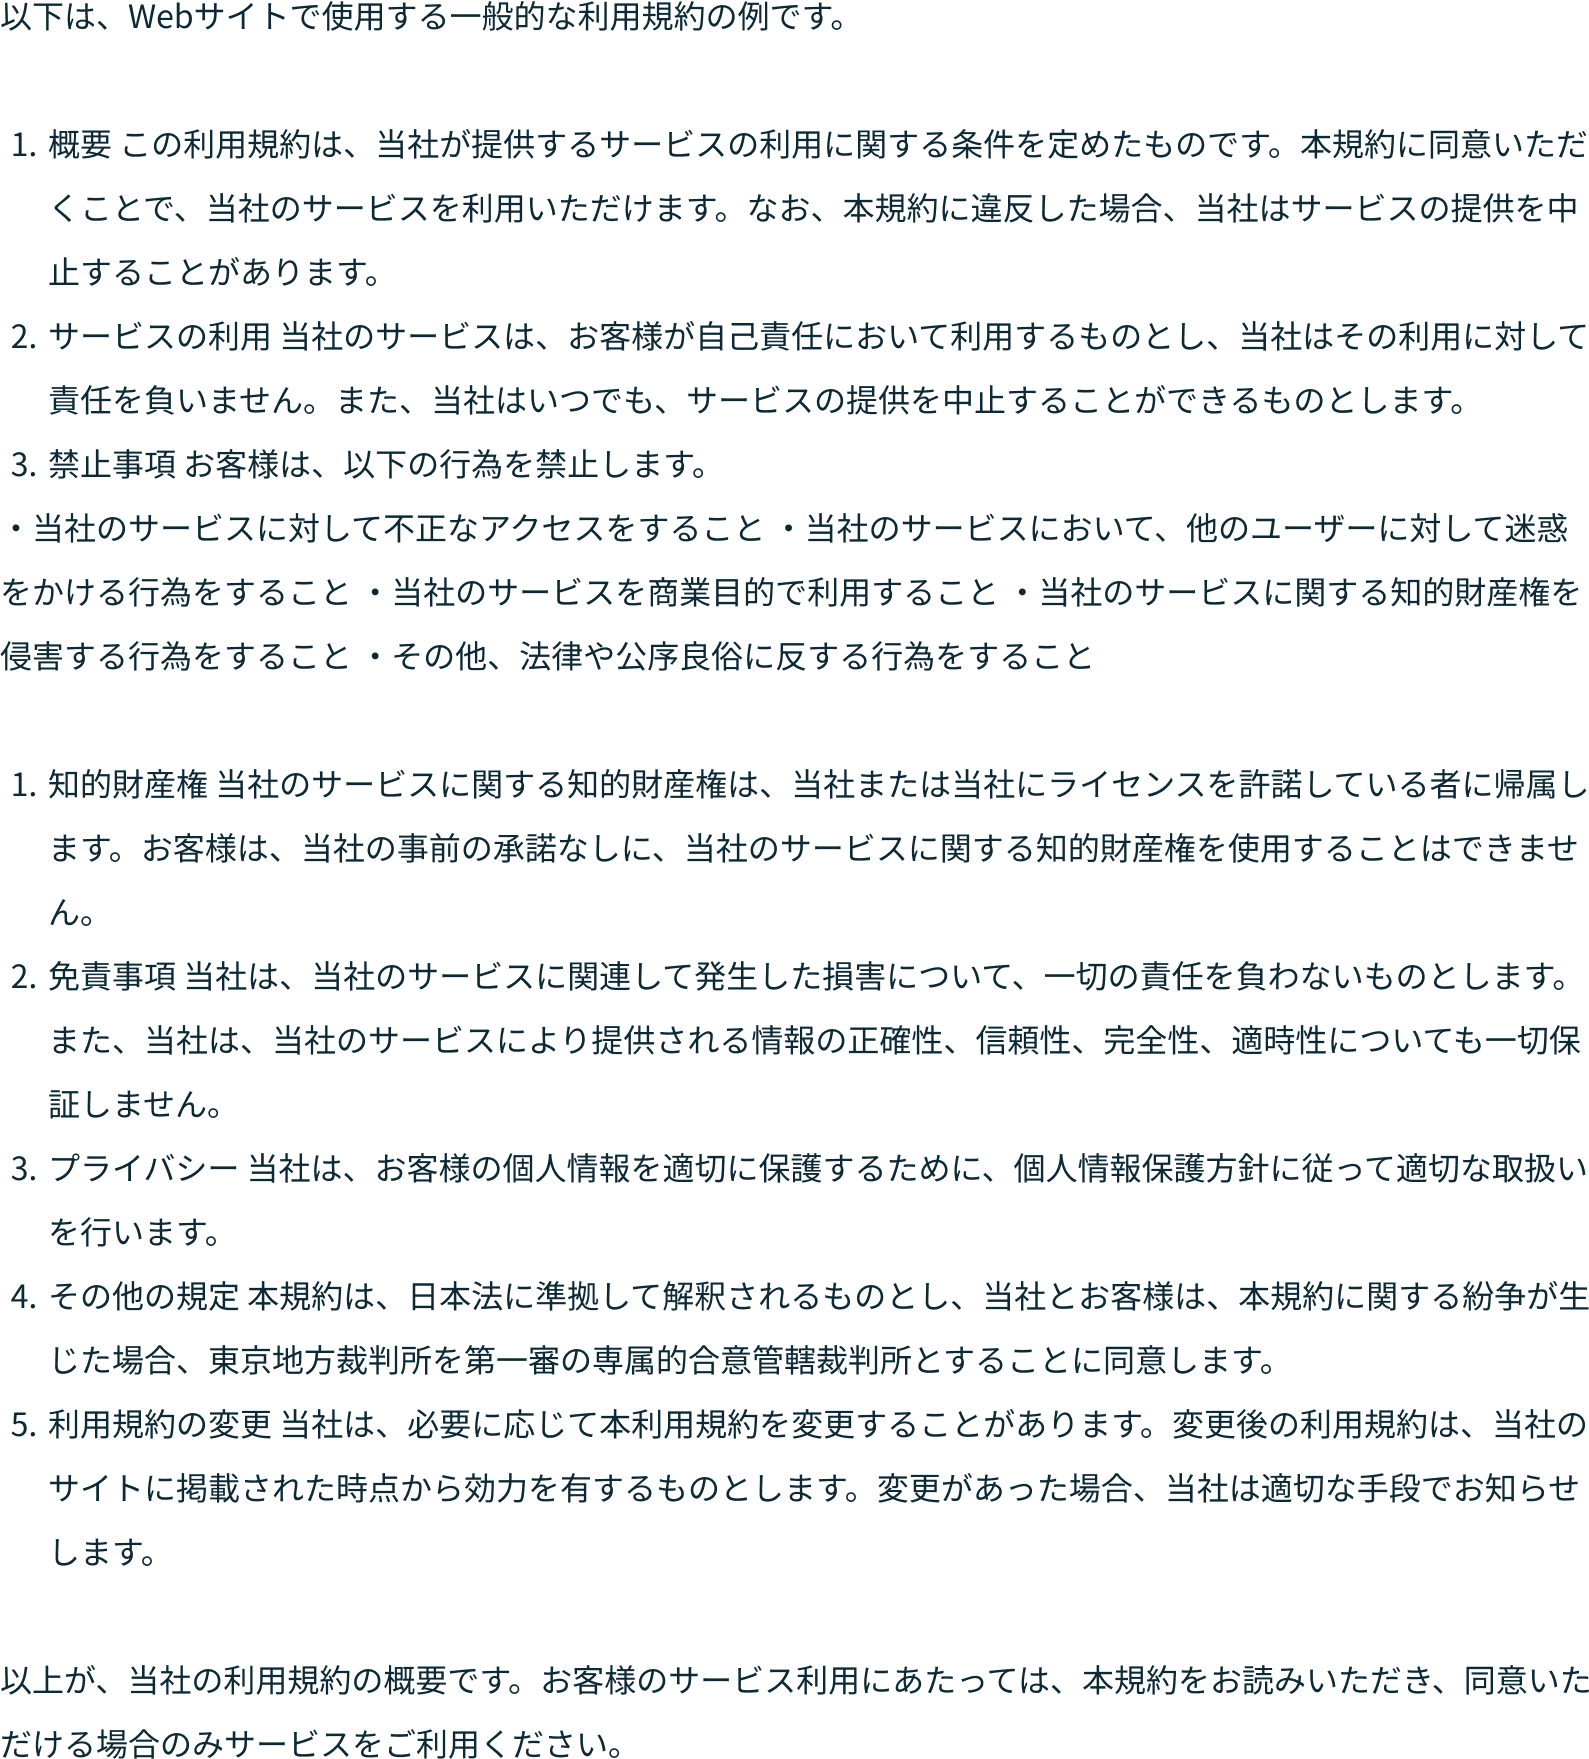 以下は、Webサイトで使用する一般的な利用規約の例です。
1. 概要 この利用規約は、当社が提供するサービスの利用に関する条件を定めたものです。本規約に同意いただ
くことで、当社のサービスを利用いただけます。なお、本規約に違反した場合、当社はサービスの提供を中
止することがあります。
2. サービスの利用 当社のサービスは、お客様が自己責任において利用するものとし、当社はその利用に対して
責任を負いません。また、当社はいつでも、サービスの提供を中止することができるものとします。
3. 禁止事項 お客様は、以下の行為を禁止します。
・当社のサービスに対して不正なアクセスをすること ・当社のサービスにおいて、他のユーザーに対して迷惑
をかける行為をすること ・当社のサービスを商業目的で利用すること ・当社のサービスに関する知的財産権を
侵害する行為をすること ・その他、法律や公序良俗に反する行為をすること
1. 知的財産権 当社のサービスに関する知的財産権は、当社または当社にライセンスを許諾している者に帰属し
ます。お客様は、当社の事前の承諾なしに、当社のサービスに関する知的財産権を使用することはできませ
ん。
2. 免責事項 当社は、当社のサービスに関連して発生した損害について、一切の責任を負わないものとします。
また、当社は、当社のサービスにより提供される情報の正確性、信頼性、完全性、適時性についても一切保
証しません。
3. プライバシー 当社は、お客様の個人情報を適切に保護するために、個人情報保護方針に従って適切な取扱い
を行います。
4. その他の規定 本規約は、日本法に準拠して解釈されるものとし、当社とお客様は、本規約に関する紛争が生
じた場合、東京地方裁判所を第一審の専属的合意管轄裁判所とすることに同意します。
5. 利用規約の変更 当社は、必要に応じて本利用規約を変更することがあります。変更後の利用規約は、当社の
サイトに掲載された時点から効力を有するものとします。変更があった場合、当社は適切な手段でお知らせ
します。
以上が、当社の利用規約の概要です。お客様のサービス利用にあたっては、本規約をお読みいただき、同意いた
だける場合のみサービスをご利用ください。